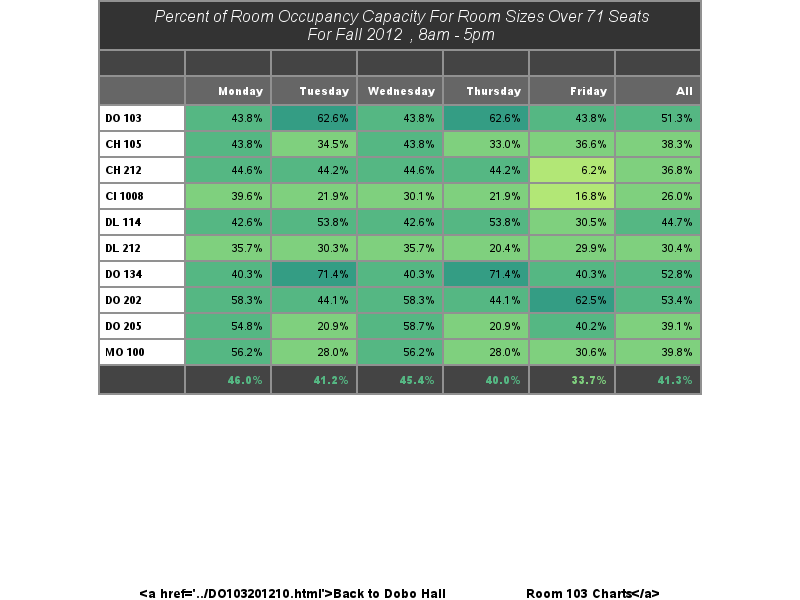 Percent of Room Occupancy Capacity For Room Sizes Over 71 Seats
For Fall 2012 , 8am - 5pm
Monday Tuesday Wednesday Thursday Friday All
DO 103 43.8% 62.6% 43.8% 62.6% 43.8% 51.3%
CH 105 43.8% 34.5% 43.8% 33.0% 36.6% 38.3%
CH 212 44.6% 44.2% 44.6% 44.2% 6.2% 36.8%
CI 1008 39.6% 21.9% 30.1% 21.9% 16.8% 26.0%
DL 114 42.6% 53.8% 42.6% 53.8% 30.5% 44.7%
DL 212 35.7% 30.3% 35.7% 20.4% 29.9% 30.4%
DO 134 40.3% 71.4% 40.3% 71.4% 40.3% 52.8%
DO 202 58.3% 44.1% 58.3% 44.1% 62.5% 53.4%
DO 205 54.8% 20.9% 58.7% 20.9% 40.2% 39.1%
MO 100 56.2% 28.0% 56.2% 28.0% 30.6% 39.8%
46.0% 41.2% 45.4% 40.0% 33.7% 41.3%
<a href='../DO103201210.html'>Back to Dobo Hall Room 103 Charts</a>